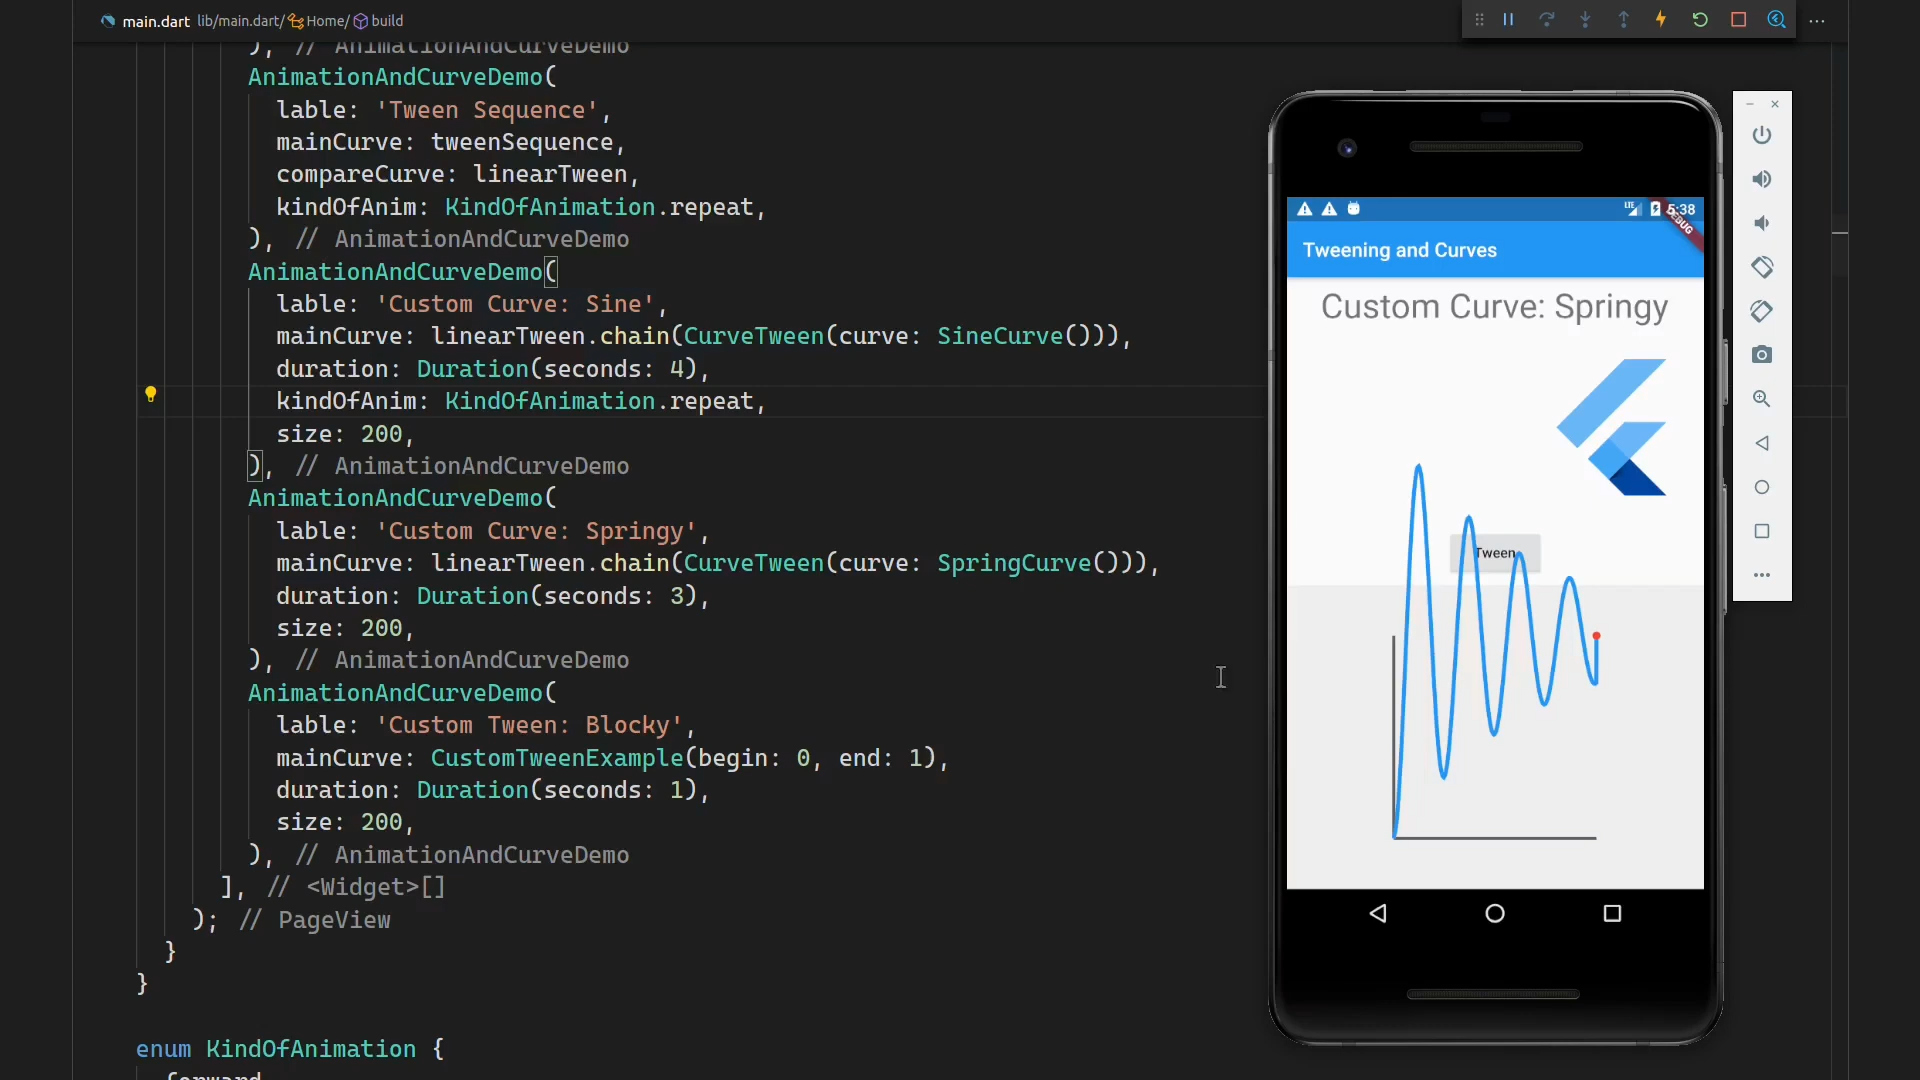 main.dart lib/main.dart/ Home/ build
), // AnimationAndCurveDemo
AnimationAndCurveDemo(
lable: 'Tween Sequence',
mainCurve: tweenSequence,
compareCurve: linearTween,
kindOfAnim: KindOfAnimation.repeat,
), // AnimationAndCurveDemo
AnimationAndCurveDemo(
lable: 'Custom Curve: Sine',
mainCurve: linearTween.chain(CurveTween(curve: SineCurve())),
duration: Duration(seconds: 4),
kindOfAnim: KindOfAnimation.repeat,
size: 200,
), // AnimationAndCurveDemo
AnimationAndCurveDemo(
lable: 'Custom Curve: Springy',
mainCurve: linearTween.chain(CurveTween(curve: SpringCurve())),
duration: Duration(seconds: 3),
size: 200,
), // AnimationAndCurveDemo
AnimationAndCurveDemo(
lable: 'Custom Tween: Blocky',
mainCurve: CustomTweenExample(begin: 0, end: 1),
duration: Duration(seconds: 1),
size: 200,
), // AnimationAndCurveDemo
], // <Widget>[]
); // PageView
}
}
enum KindOfAnimation {
forward
LTE 5:38
DEBUG
Tweening and Curves
Custom Curve: Springy
Tween